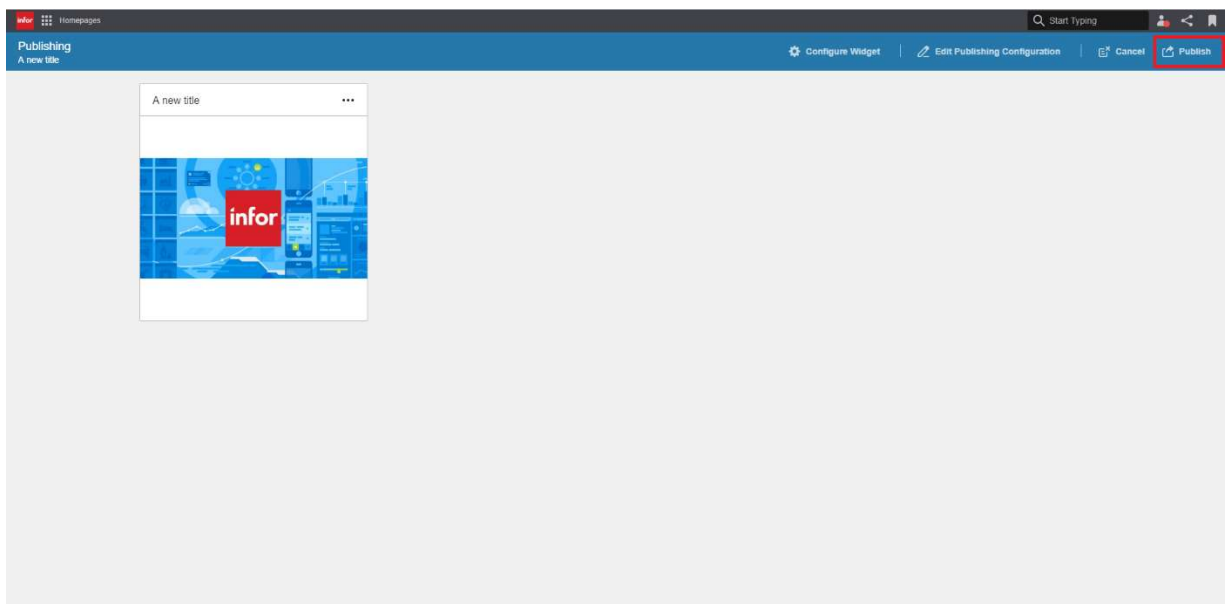 infor Homepages Start Typing
Publishing
A new title
Configure Widget Edit Publishing Configuration Cancel Publish
A new title
infor